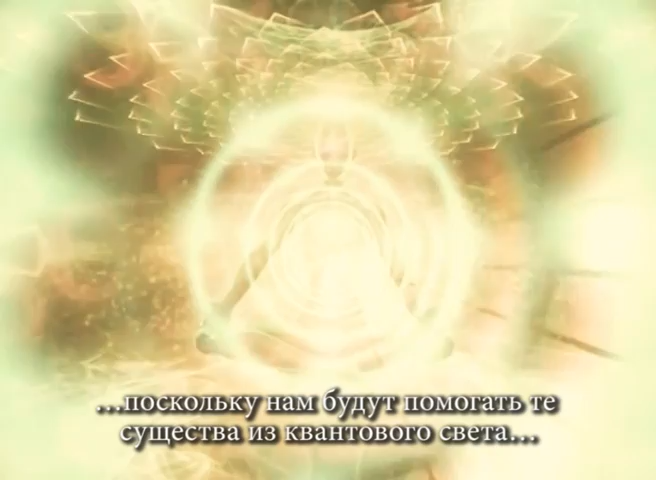 …поскольку нам будут помогать те
существа из квантового света…